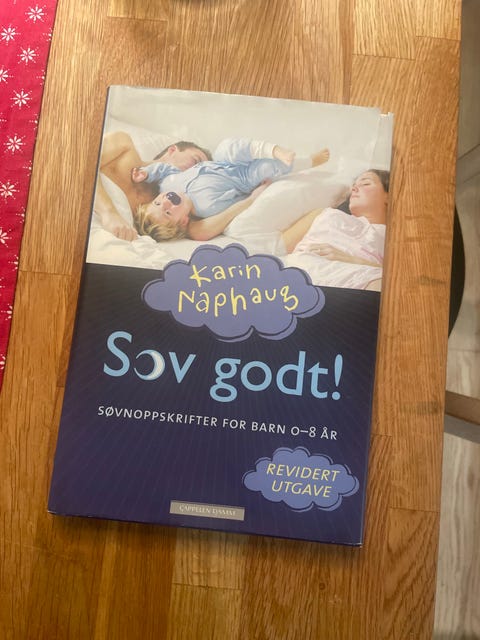 Karin
Naphaug
Sov godt!
SØVNOPPSKRIFTER FOR BARN 0–8 ÅR
REVIDERT
UTGAVE
CAPPELEN DAMM